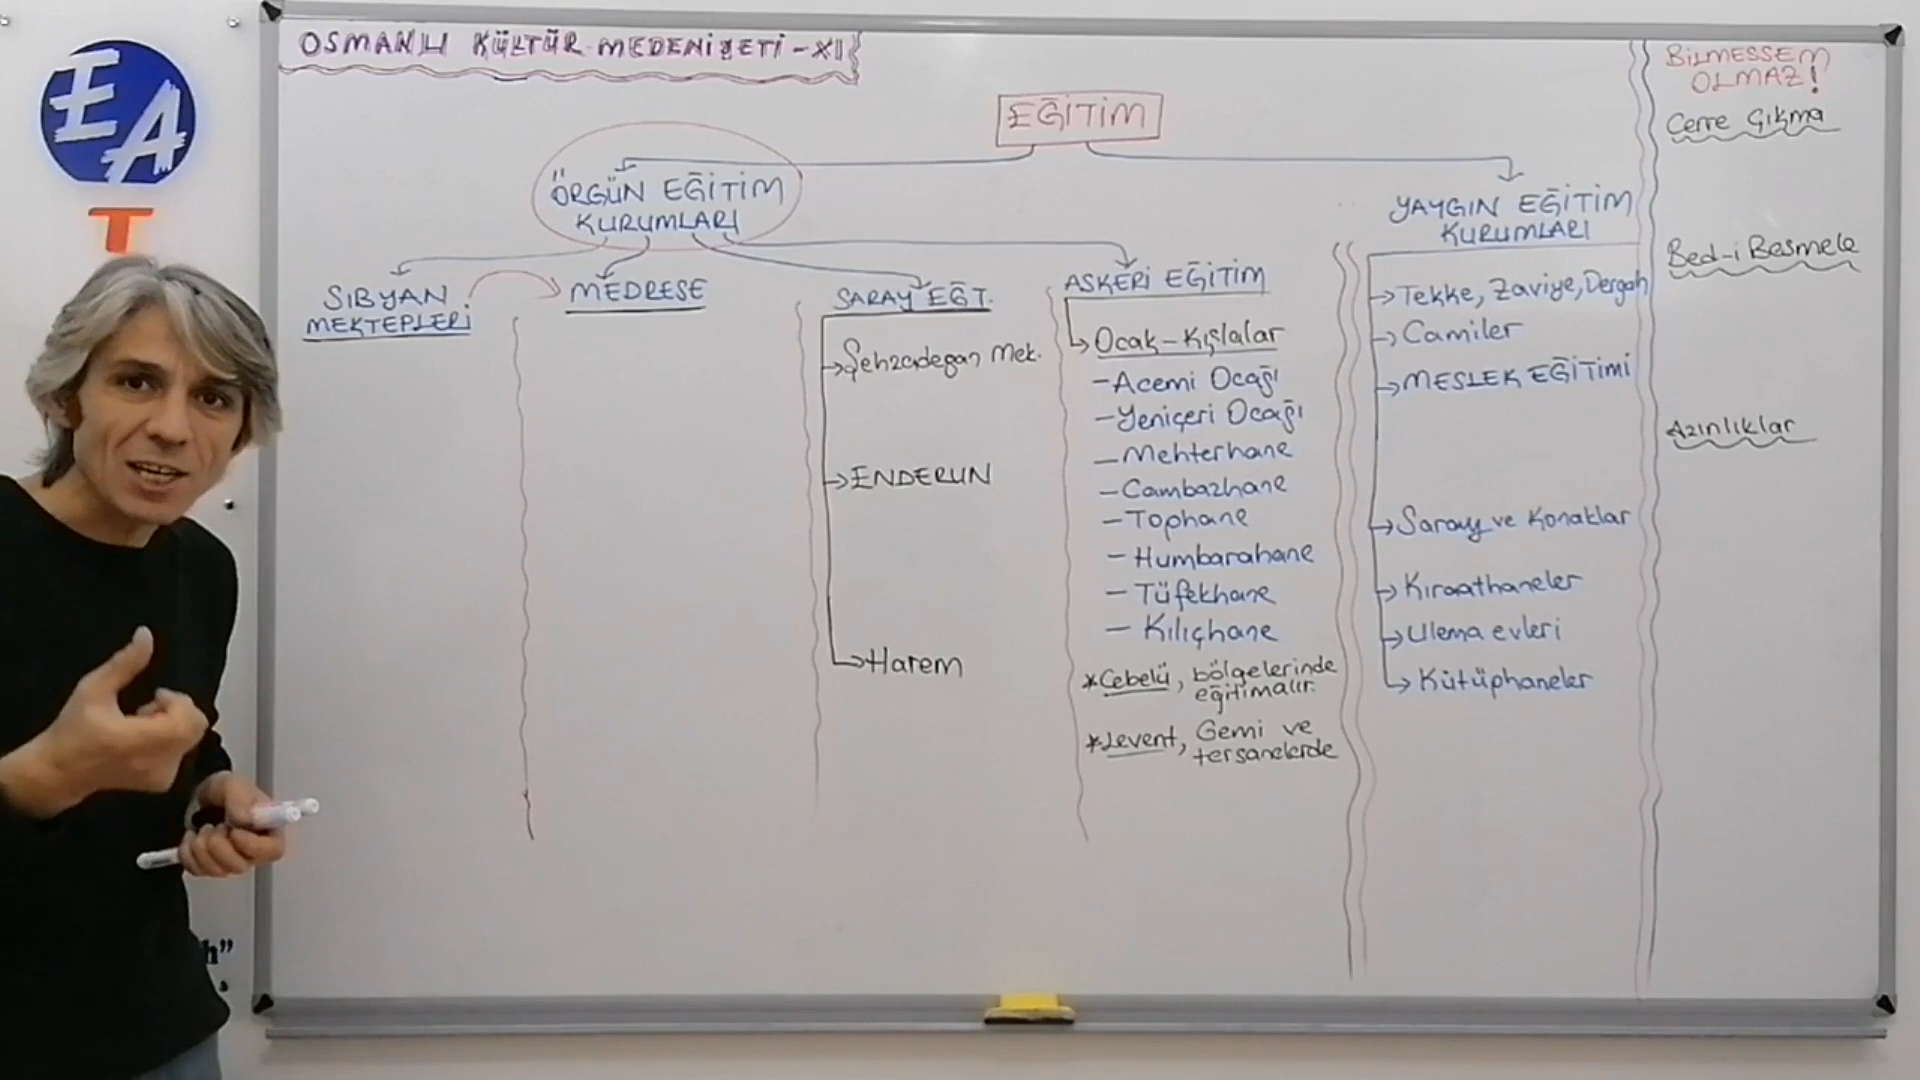 OSMANLI KÜLTÜR MEDENİYETİ-XI
EĞİTİM
ÖRGÜN EĞİTİM
KURUMLARI
SIBYAN
MEKTEPLERİ
MEDRESE
SARAY EĞT.
Şehzadegan Mek.
ENDERUN
Harem
ASKERİ EĞİTİM
Ocak-Kışlalar
-Acemi Ocağı
-Yeniçeri Ocağı
-Mehterhane
-Cambazhane
-Tophane
-Humbarahane
-Tüfekhane
-Kılıçhane
*Cebelü, bölgelerinde
eğitimalır.
*Levent, Gemi ve
tersanelerde
YAYGIN EĞİTİM
KURUMLARI
Tekke, Zaviye, Dergah
Camiler
MESLEK EĞİTİMİ
Saray ve Konaklar
Kıraathaneler
Ulema evleri
Kütüphaneler
BİLMESSEM
OLMAZ!
Cerre Çıkma
Bed-i Besmele
Azınlıklar
EA
T
h"